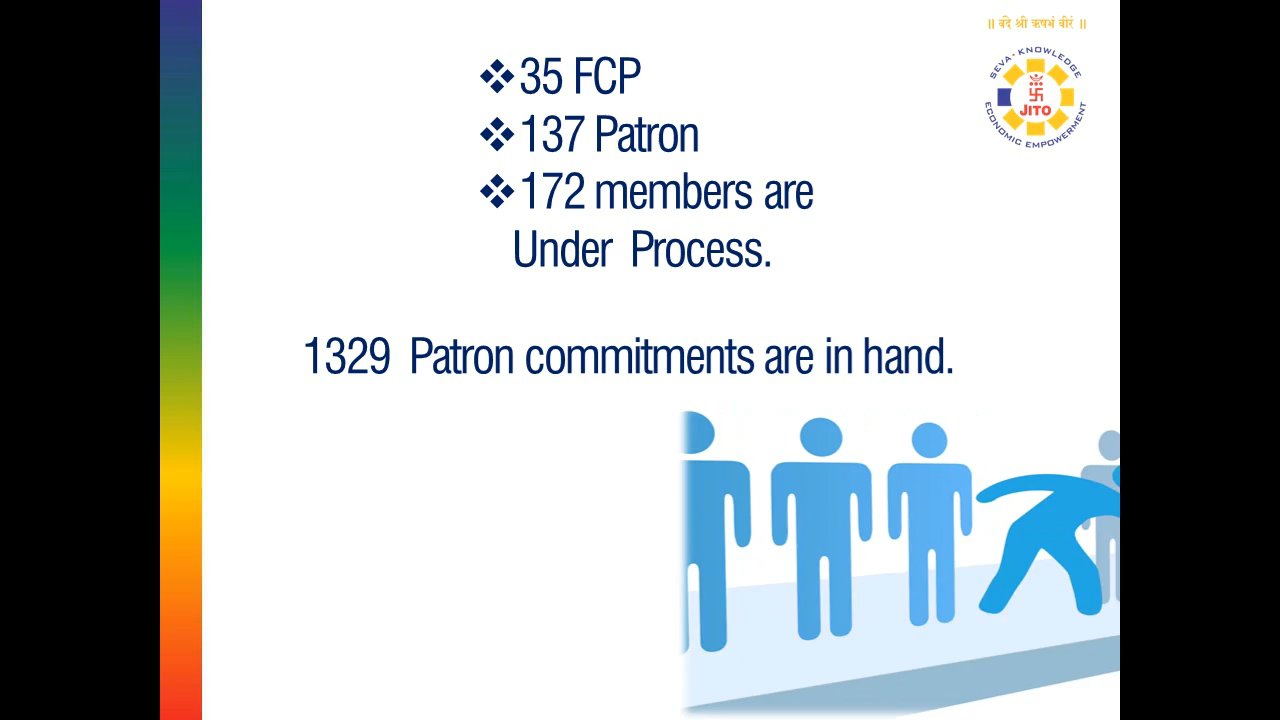 ॥ वंदे श्री ऋषभं वीरं ॥
SEVA - KNOWLEDGE
JITO
ECONOMIC EMPOWERMENT
❖35 FCP
❖137 Patron
❖172 members are
Under Process.
1329 Patron commitments are in hand.